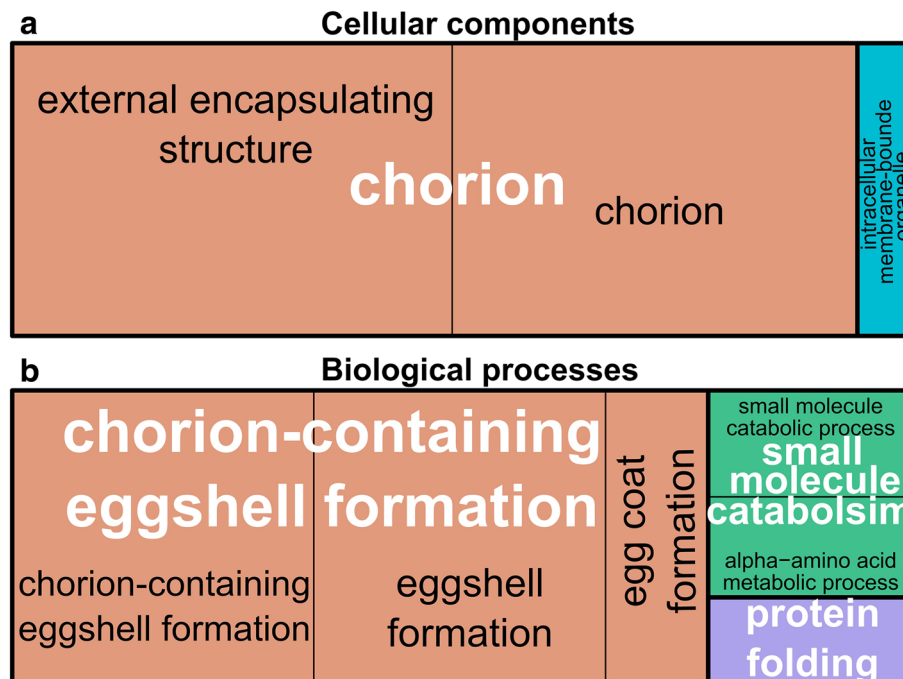 a
Cellular components
external encapsulating
structure
chorion
chorion
intracellular
membrane-bounde
organelle
b
Biological processes
chorion-containing
eggshell formation
chorion-containing
eggshell formation
eggshell
formation
egg coat
formation
small molecule
catabolic process
small
molecule
catabolsim
alpha−amino acid
metabolic process
protein
folding